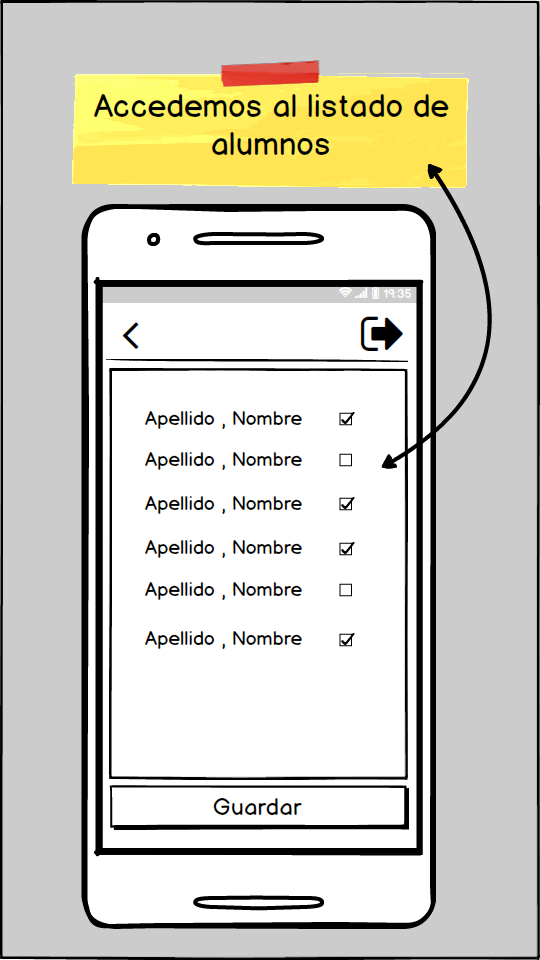 Accedemos al listado de
alumnos
19:35
Apellido , Nombre
Apellido , Nombre
Apellido , Nombre
Apellido , Nombre
Apellido , Nombre
Apellido , Nombre
Guardar